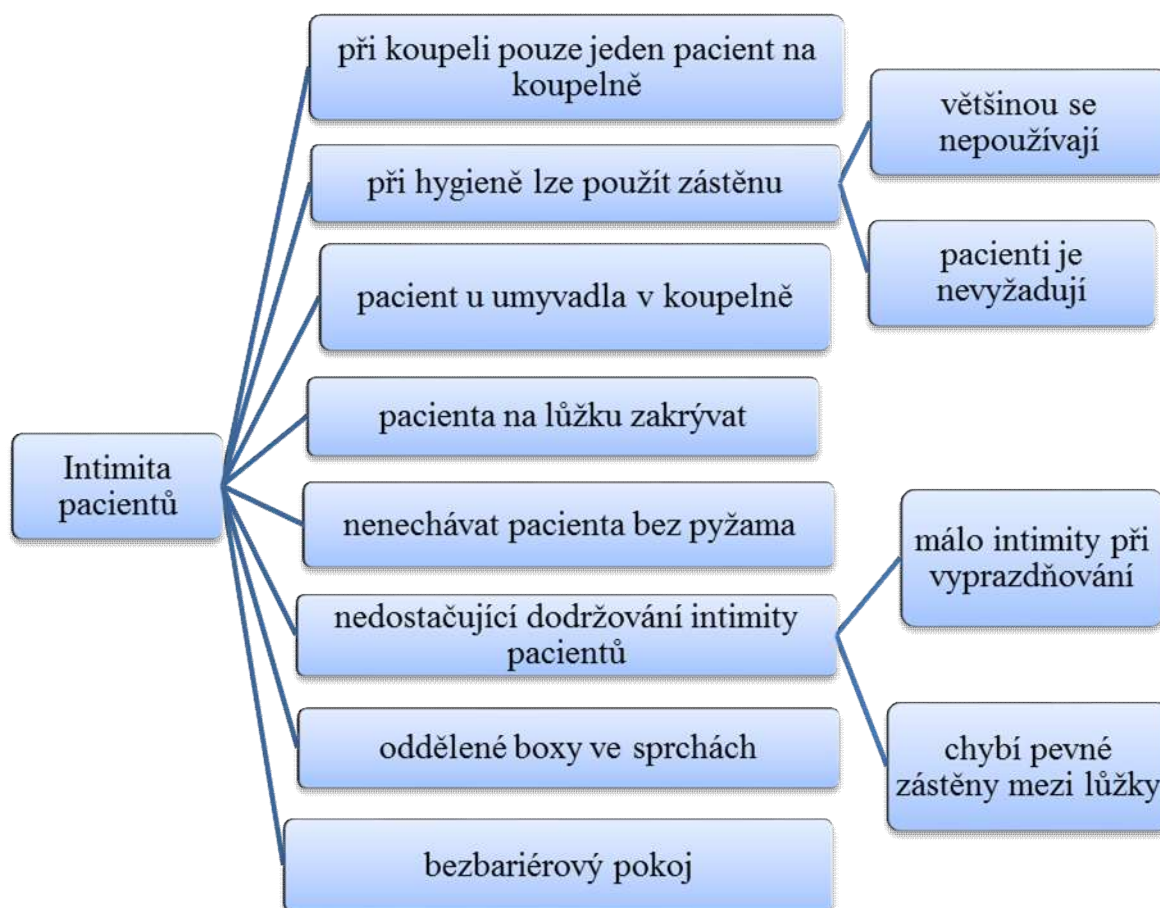 při koupeli pouze jeden pacient na
koupelně
většinou se
nepoužívají
při hygieně lze použít zástěnu
pacienti je
nevyžadují
pacient u umyvadla v koupelně
pacienta na lůžku zakrývat
Intimita
pacientů
nenechávat pacienta bez pyžama
málo intimity při
vyprazdňování
nedostačující dodržování intimity
pacientů
oddělené boxy ve sprchách
chybí pevné
zástěny mezi lůžky
bezbariérový pokoj